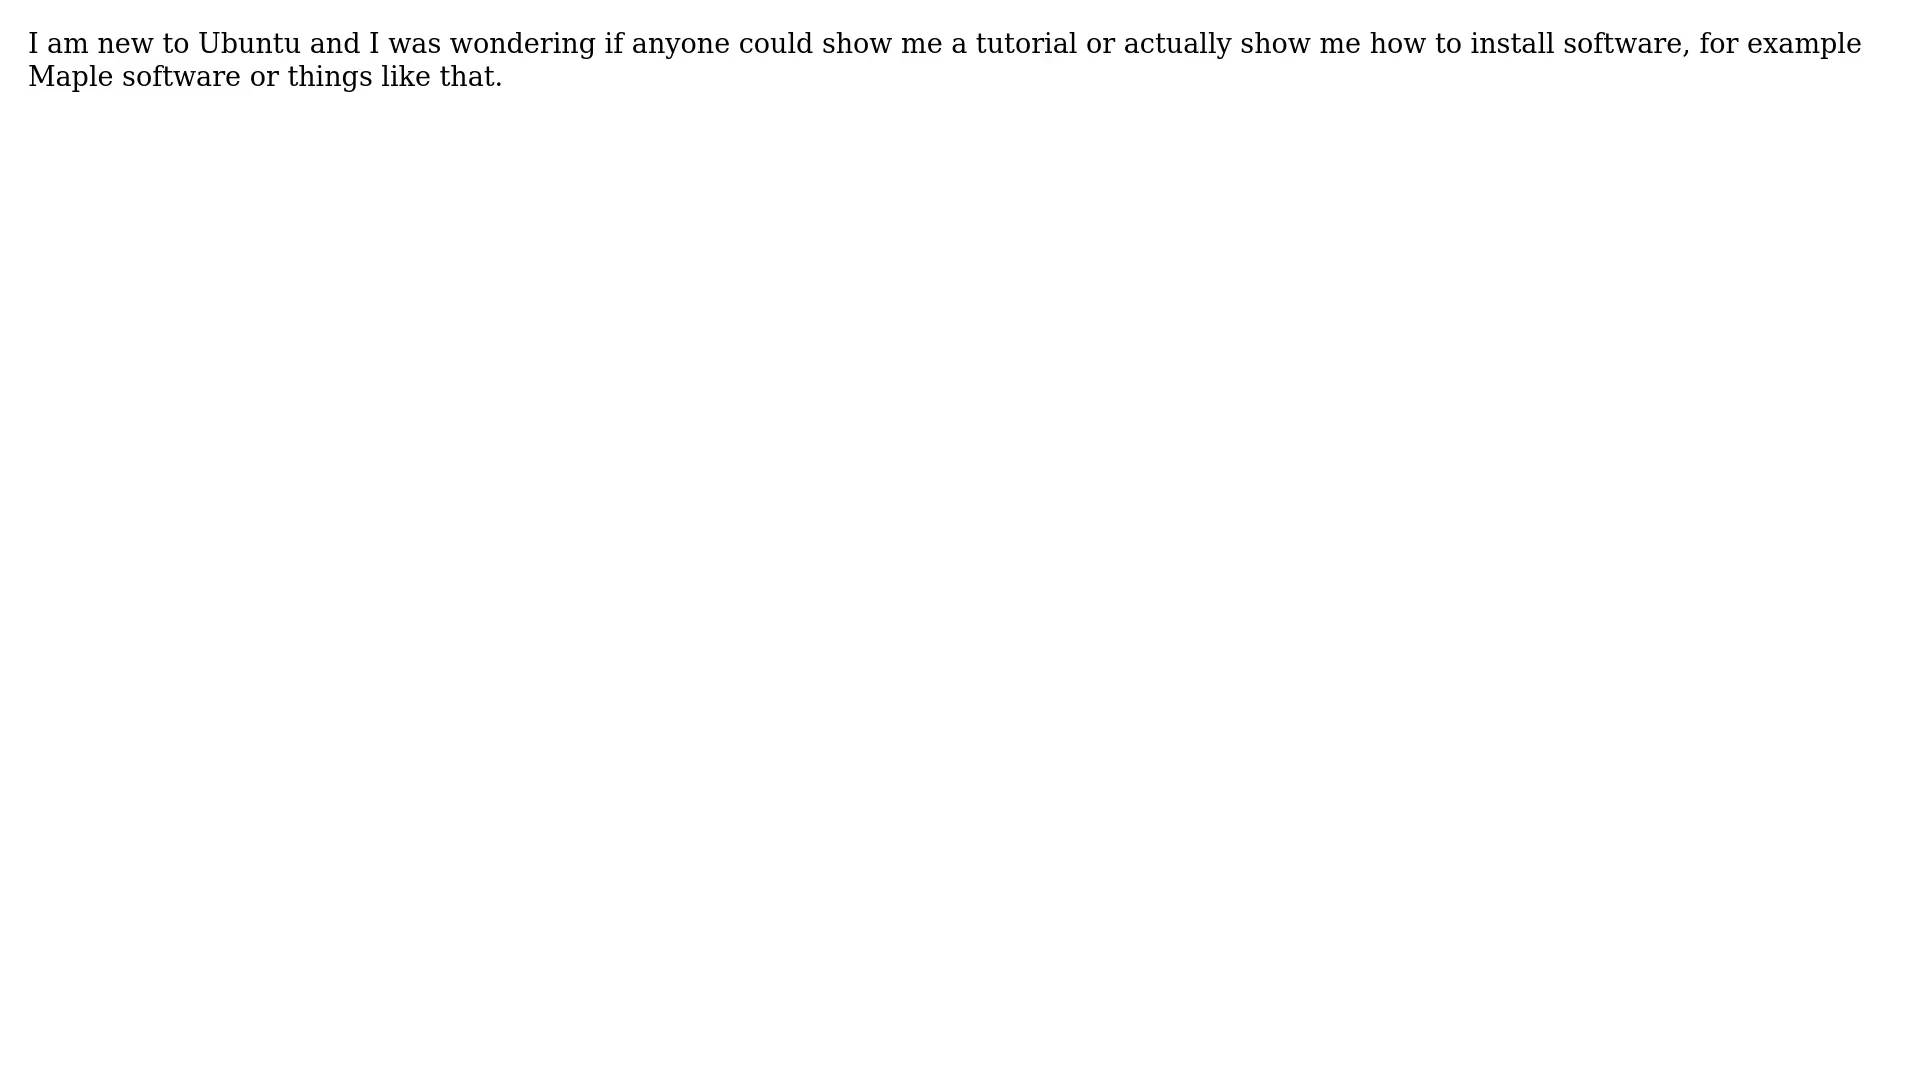 I am new to Ubuntu and I was wondering if anyone could show me a tutorial or actually show me how to install software, for example
Maple software or things like that.